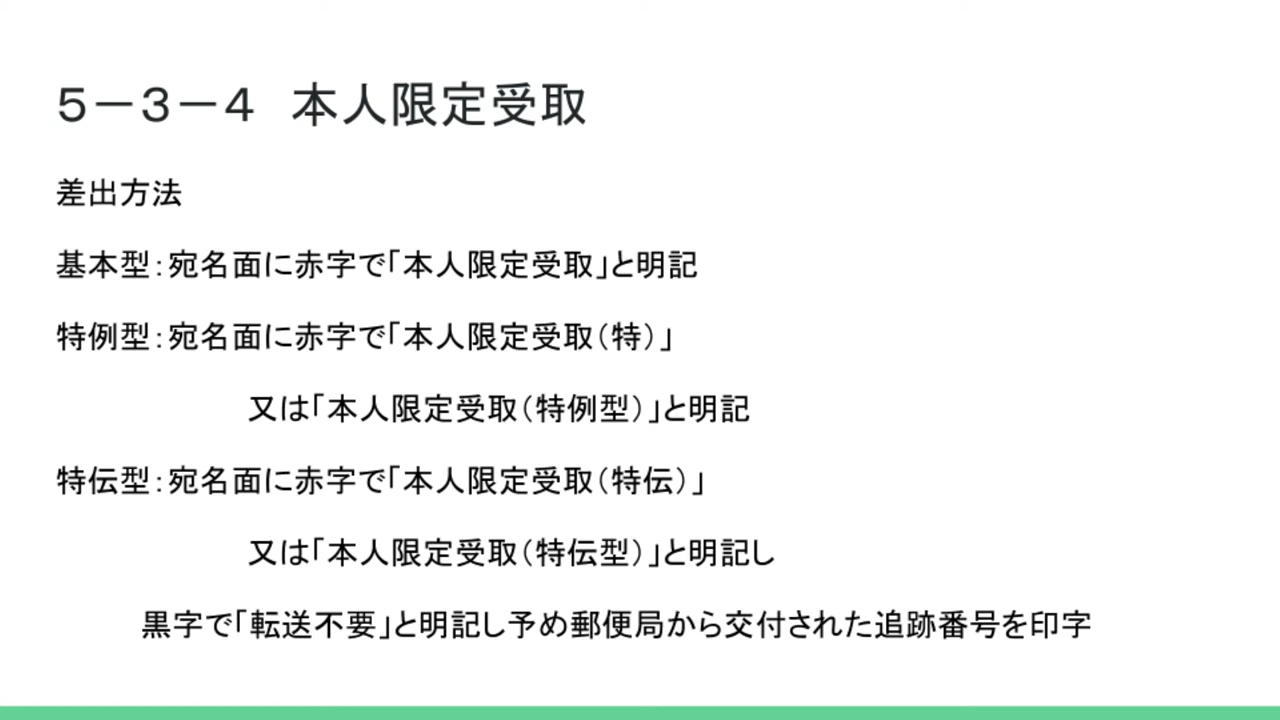 ５－３－４　本人限定受取
差出方法
基本型：宛名面に赤字で｢本人限定受取｣と明記
特例型：宛名面に赤字で｢本人限定受取（特）｣
又は｢本人限定受取（特例型）｣と明記
特伝型：宛名面に赤字で｢本人限定受取（特伝）｣
又は｢本人限定受取（特伝型）｣と明記し
黒字で｢転送不要｣と明記し予め郵便局から交付された追跡番号を印字